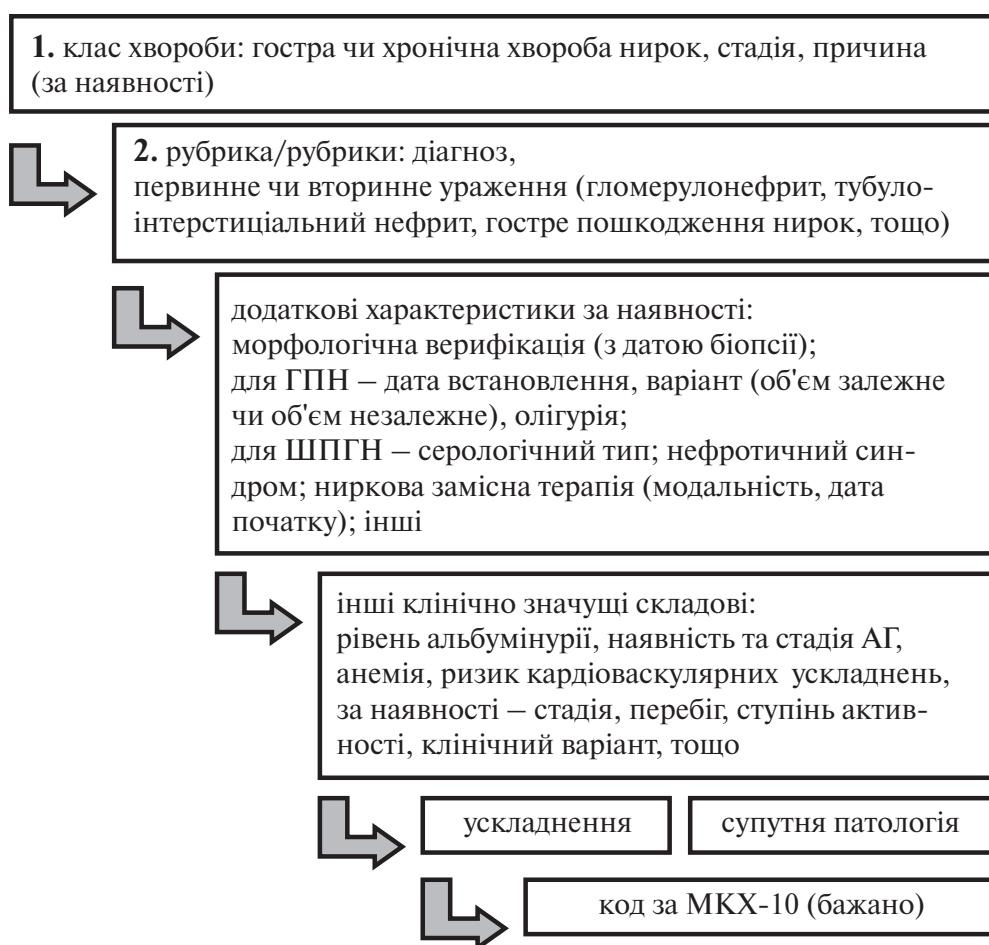 1. клас хвороби: гостра чи хронічна хвороба нирок, стадія, причина
(за наявності)
2. рубрика/рубрики: діагноз,
первинне чи вторинне ураження (гломерулонефрит, тубуло-
інтерстиціальний нефрит, гостре пошкодження нирок, тощо)
додаткові характеристики за наявності:
морфологічна верифікація (з датою біопсії);
для ГПН – дата встановлення, варіант (об'єм залежне
чи об'єм незалежне), олігурія;
для ШПГН – серологічний тип; нефротичний син-
дром; ниркова замісна терапія (модальність, дата
початку); інші
інші клінічно значущі складові:
рівень альбумінурії, наявність та стадія АГ,
анемія, ризик кардіоваскулярних ускладнень,
за наявності – стадія, перебіг, ступінь актив-
ності, клінічний варіант, тощо
ускладнення
супутня патологія
код за МКХ-10 (бажано)